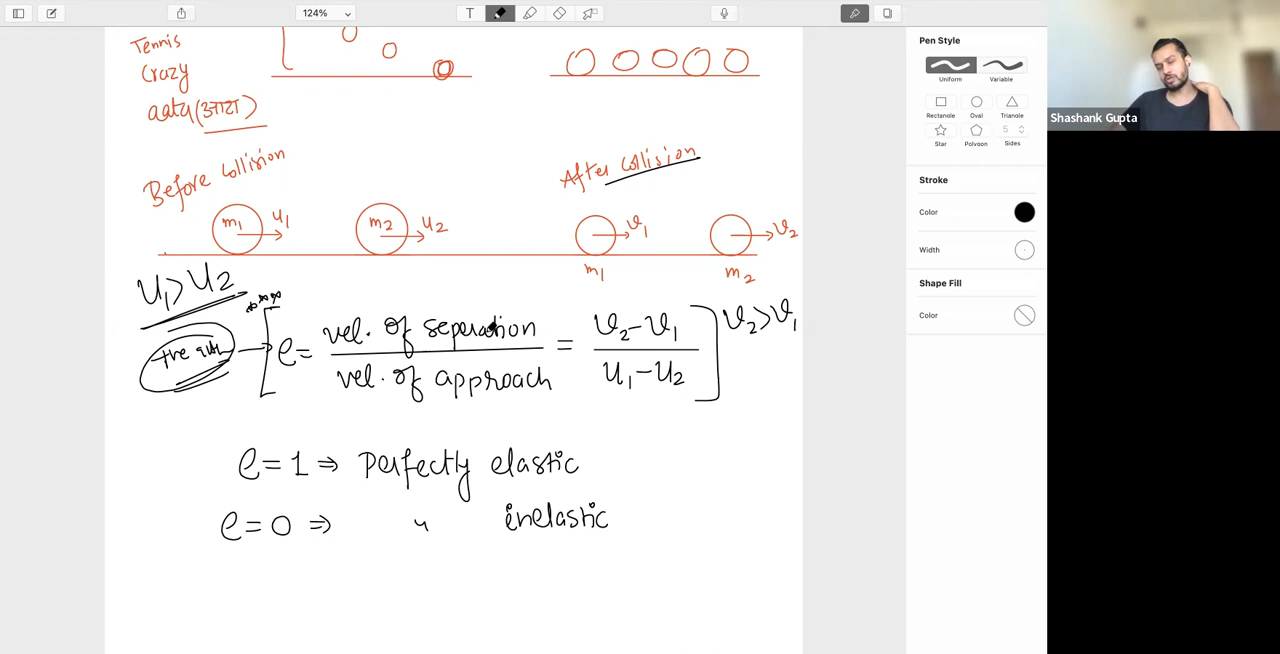 124%
T
Pen Style
Uniform
Variable
Rectangle
Oval
Triangle
Star
Polygon
5
Sides
Stroke
Color
Width
Shape Fill
Color
Shashank Gupta
Tennis
Crazy
(आटा)
Before collision
After collision
m1 u1
m2 u2
v1
v2
m1
m2
u1 > u2
+ve
e = vel. of seperation / vel. of approach = v2 - v1 / u1 - u2
v2 > v1
e = 1 ⇒ Perfectly elastic
e = 0 ⇒ " inelastic